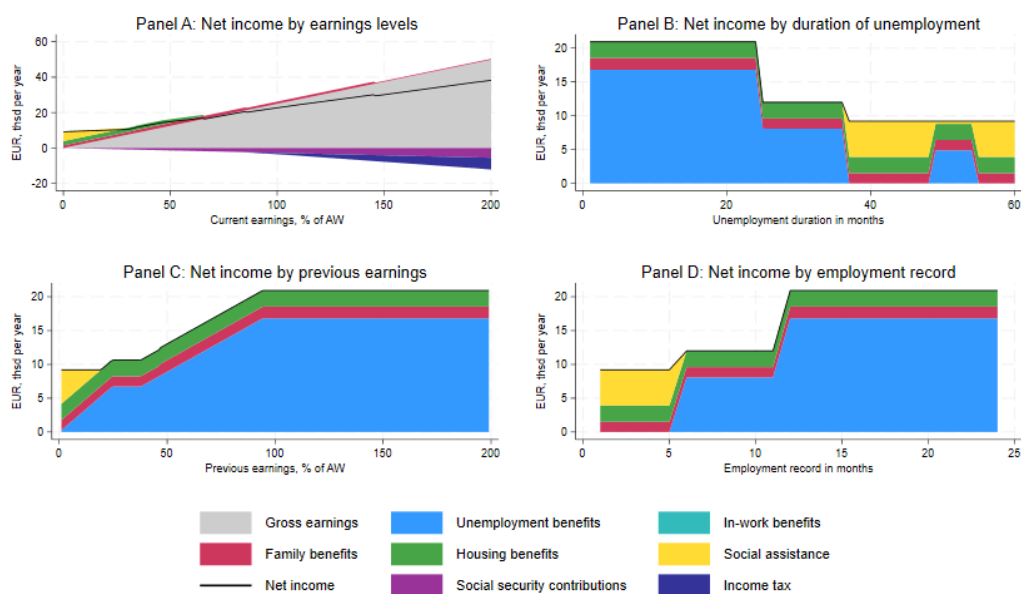 Panel A: Net income by earnings levels
EUR, thsd per year
60
40
20
0
-20
0
50
100
150
200
Current earnings, % of AW
Panel B: Net income by duration of unemployment
EUR, thsd per year
20
15
10
5
0
0
20
40
60
Unemployment duration in months
Panel C: Net income by previous earnings
EUR, thsd per year
20
15
10
5
0
0
50
100
150
200
Previous earnings, % of AW
Panel D: Net income by employment record
EUR, thsd per year
20
15
10
5
0
0
5
10
15
20
25
Employment record in months
Gross earnings
Unemployment benefits
In-work benefits
Family benefits
Housing benefits
Social assistance
Net income
Social security contributions
Income tax